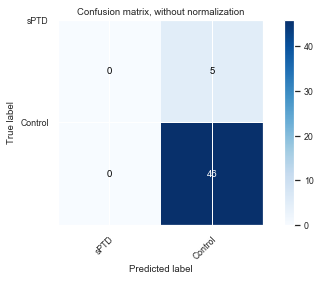 Confusion matrix, without normalization
sPTD
0
5
Control
0
46
sPTD
Control
True label
Predicted label
40
30
20
10
0